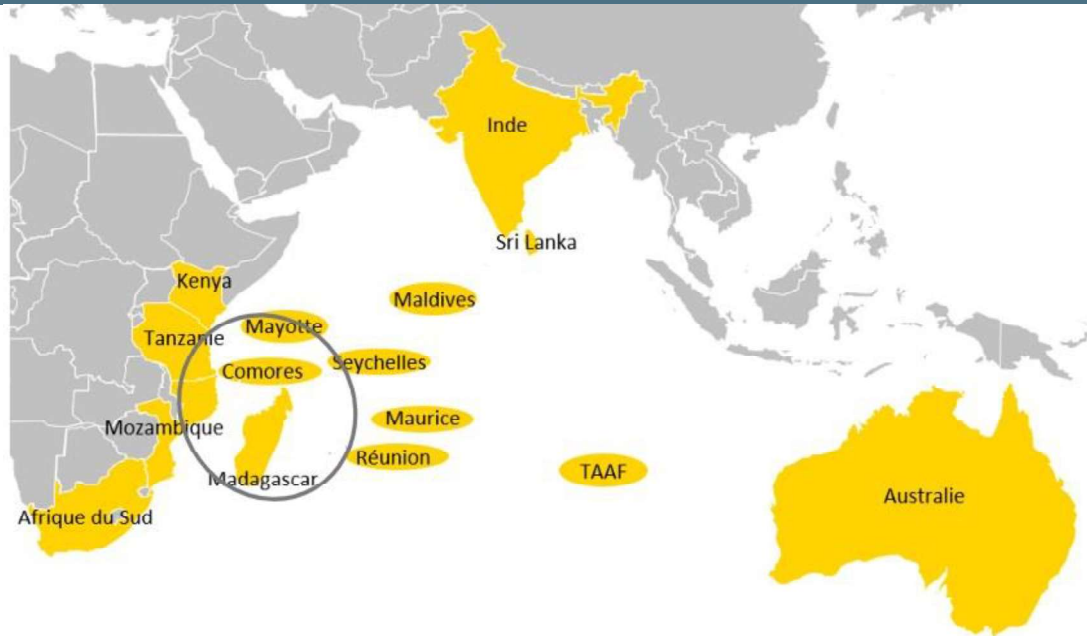 Inde
Sri Lanka
Kenya
Maldives
Mayotte
Tanzanie
Seychelles
Comores
Maurice
Mozambique
Réunion
TAAF
Madagascar
Australie
Afrique du Sud